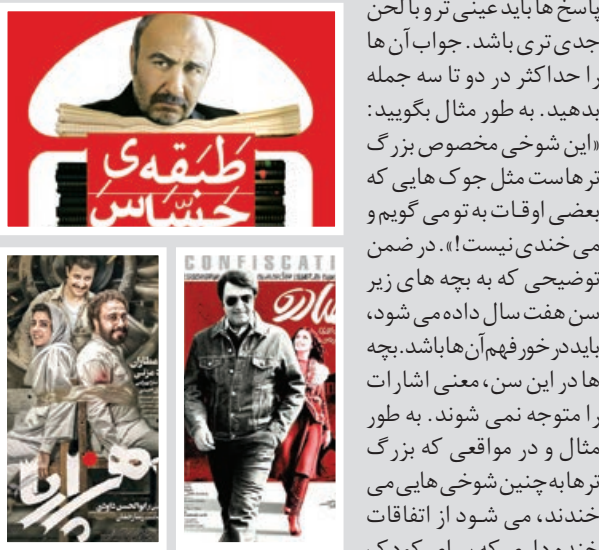 پاسخ ها باید عینی تر و با لحن
جدی تری باشد. جواب آن ها
را حداکثر در دو تا سه جمله
بدهید. به طور مثال بگویید:
«این شوخی مخصوص بزرگ
ترهاست مثل جوک هایی که
بعضی اوقات به تو می گویم و
می خندی نیست!». در ضمن
توضیحی که به بچه های زیر
سن هفت سال داده می شود،
باید در خور فهم آن ها باشد. بچه
ها در این سن، معنی اشارات
را متوجه نمی شوند. به طور
مثال و در مواقعی که بزرگ
ترها به چنین شوخی هایی می
خندند، می شود از اتفاقات
طبقه‌ی
حساس
CONFISCATI
عطاران
هزارپا
ابوالحسن داودی